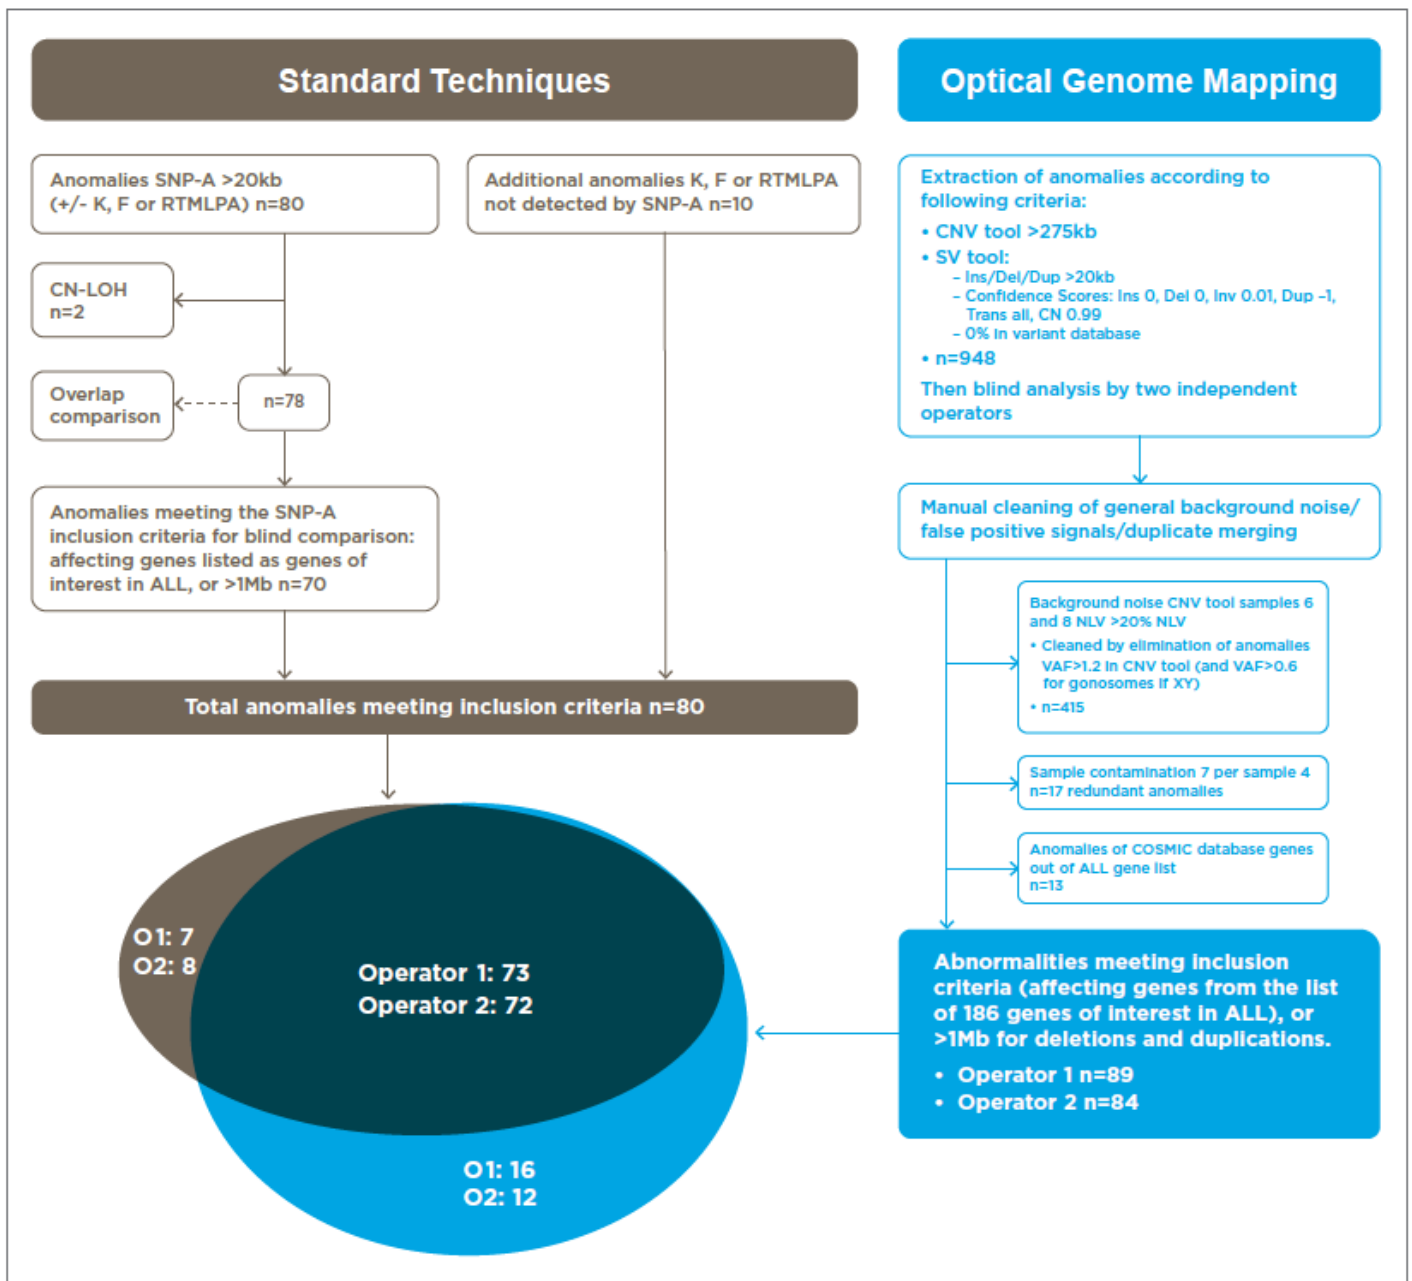 Standard Techniques
Anomalies SNP-A >20kb
(+/- K, F or RTMLPA) n=80
Additional anomalies K, F or RTMLPA
not detected by SNP-A n=10
CN-LOH
n=2
Overlap
comparison
n=78
Anomalies meeting the SNP-A
inclusion criteria for blind comparison:
affecting genes listed as genes of
interest in ALL, or >1Mb n=70
Total anomalies meeting inclusion criteria n=80
Optical Genome Mapping
Extraction of anomalies according to
following criteria:
• CNV tool >275kb
• SV tool:
– Ins/Del/Dup >20kb
– Confidence Scores: Ins 0, Del 0, Inv 0.01, Dup –1,
Trans all, CN 0.99
– 0% in variant database
• n=948
Then blind analysis by two independent
operators
Manual cleaning of general background noise/
false positive signals/duplicate merging
Background noise CNV tool samples 6
and 8 NLV >20% NLV
• Cleaned by elimination of anomalies
VAF>1.2 in CNV tool (and VAF>0.6
for gonosomes if XY)
• n=415
Sample contamination 7 per sample 4
n=17 redundant anomalies
Anomalies of COSMIC database genes
out of ALL gene list
n=13
Abnormalities meeting inclusion
criteria (affecting genes from the list
of 186 genes of interest in ALL), or
>1Mb for deletions and duplications.
• Operator 1 n=89
• Operator 2 n=84
O1: 7
O2: 8
Operator 1: 73
Operator 2: 72
O1: 16
O2: 12